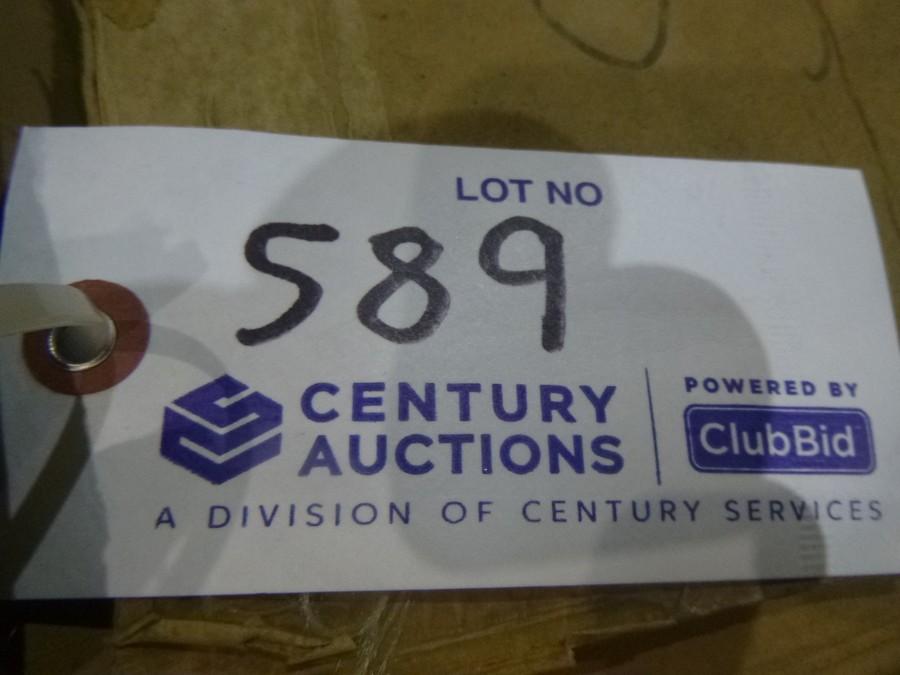 LOT NO
589
CENTURY AUCTIONS
POWERED BY
ClubBid
A DIVISION OF CENTURY SERVICES